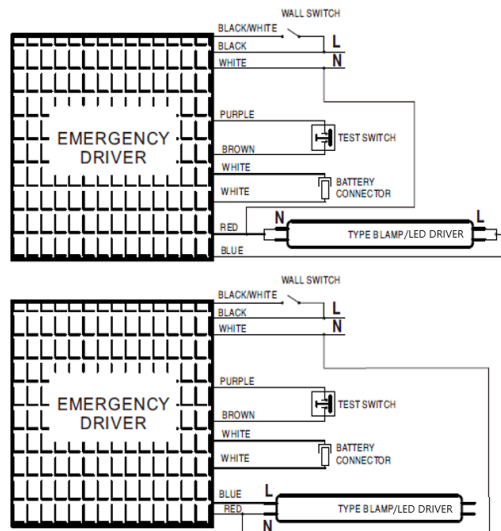 WALL SWITCH
BLACK/WHITE
L
BLACK
WHITE
N
PURPLE
EMERGENCY
DRIVER
TEST SWITCH
BROWN
WHITE
BATTERY
CONNECTOR
WHITE
RED
N
L
TYPE BLAMP/LED DRIVER
BLUE
WALL SWITCH
BLACK/WHITE
L
BLACK
WHITE
N
PURPLE
EMERGENCY
DRIVER
TEST SWITCH
BROWN
WHITE
BATTERY
CONNECTOR
WHITE
BLUE
L
RED
TYPE BLAMP/LED DRIVER
N